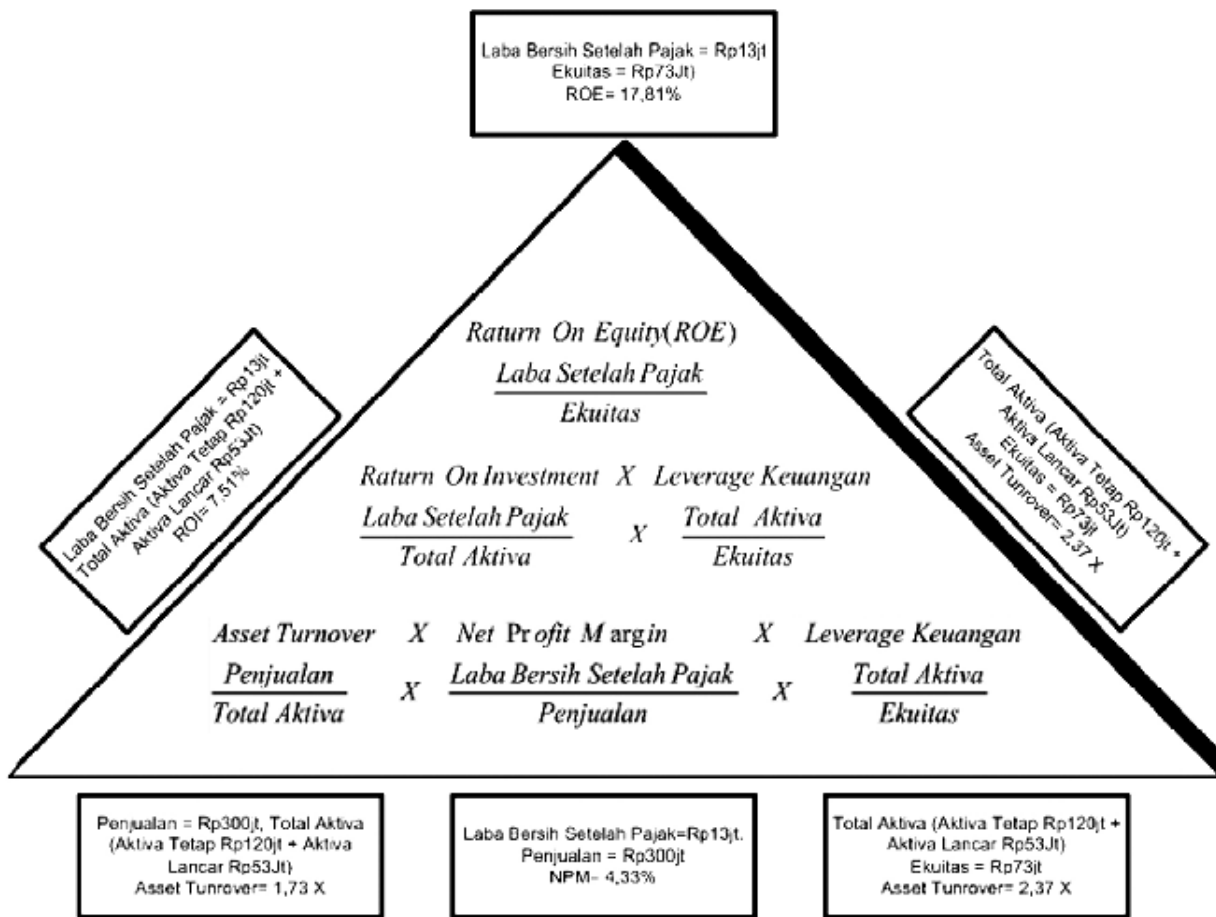 Laba Bersih Setelah Pajak = Rp13jt
Ekuitas = Rp73Jt)
ROE= 17,81%
Raturn On Equity(ROE)
Laba Setelah Pajak
Ekuitas
Laba Bersih Setelah Pajak = Rp13jt
Total Aktiva (Aktiva Tetap Rp120jt +
Aktiva Lancar Rp53Jt)
ROI= 7,51%
Total Aktiva (Aktiva Tetap Rp120jt +
Aktiva Lancar Rp53Jt)
Ekuitas = Rp73jt
Asset Tunrover= 2,37 X
Raturn On Investment X Leverage Keuangan
Laba Setelah Pajak X Total Aktiva
Total Aktiva Ekuitas
Asset Turnover X Net Profit Margin X Leverage Keuangan
Penjualan X Laba Bersih Setelah Pajak X Total Aktiva
Total Aktiva Penjualan Ekuitas
Penjualan = Rp300jt, Total Aktiva
(Aktiva Tetap Rp120jt + Aktiva
Lancar Rp53Jt)
Asset Tunrover= 1,73 X
Laba Bersih Setelah Pajak=Rp13jt.
Penjualan = Rp300jt
NPM= 4,33%
Total Aktiva (Aktiva Tetap Rp120jt +
Aktiva Lancar Rp53Jt)
Ekuitas = Rp73jt
Asset Tunrover= 2,37 X